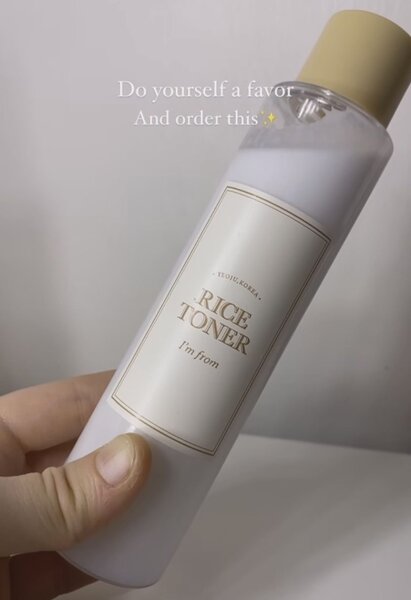 Do yourself a favor
And order this✨
· YEOJU, KOREA ·
RICE
TONER
I'm from